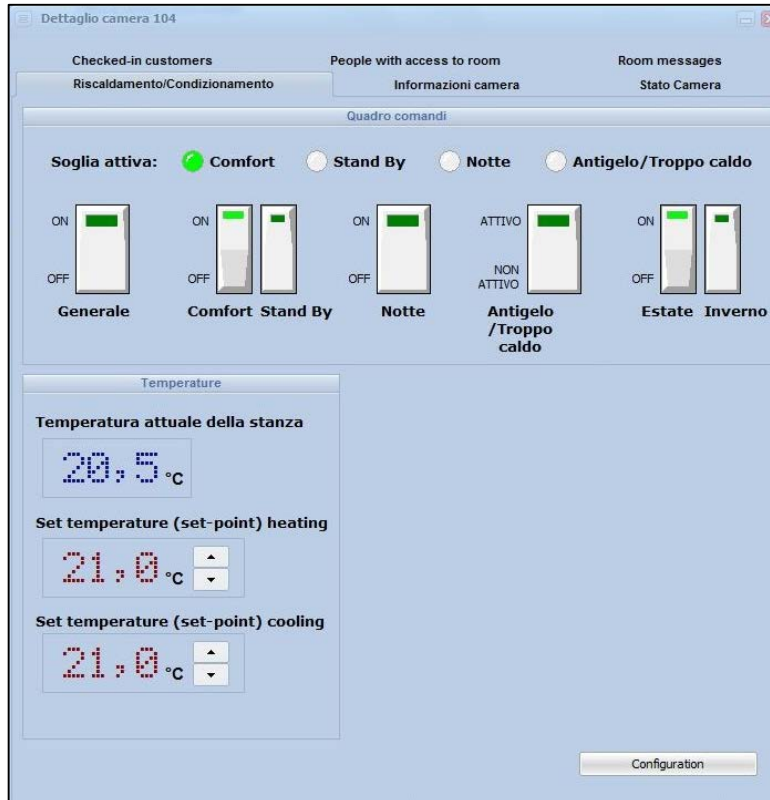 Dettaglio camera 104
Checked-in customers People with access to room Room messages
Riscaldamento/Condizionamento Informazioni camera Stato Camera
Quadro comandi
Soglia attiva: Comfort Stand By Notte Antigelo/Troppo caldo
ON ON ON ATTIVO ON
OFF OFF OFF NON ATTIVO OFF
Generale Comfort Stand By Notte Antigelo /Troppo caldo Estate Inverno
Temperature
Temperatura attuale della stanza
20,5 °C
Set temperature (set-point) heating
21,0 °C
Set temperature (set-point) cooling
21,0 °C
Configuration